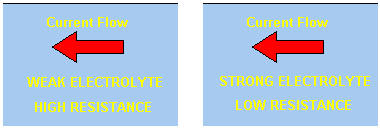 Current Flow
WEAK ELECTROLYTE
HIGH RESISTANCE
Current Flow
STRONG ELECTROLYTE
LOW RESISTANCE